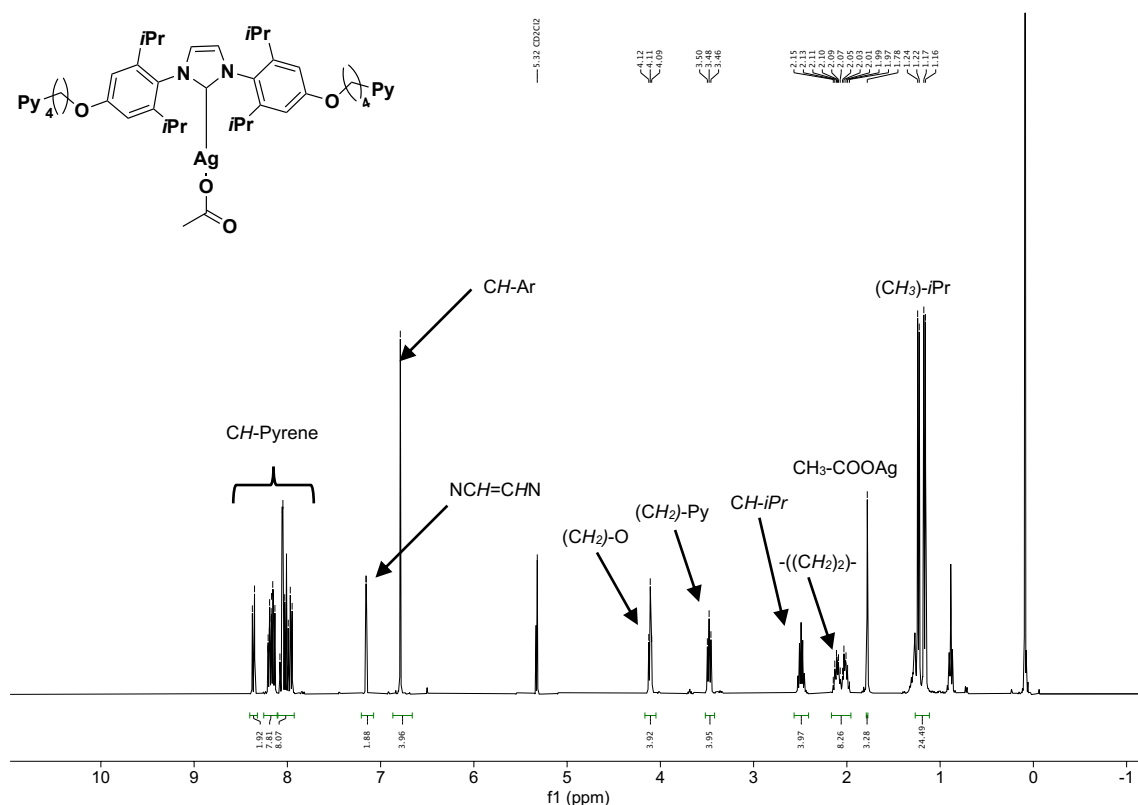 iPr
iPr
N
N
Py
4
O
iPr
iPr
O
4
Py
Ag
O
O
5.32 CD2Cl2
4.12
4.11
4.09
3.50
3.48
3.46
2.15
2.13
2.11
2.10
2.09
2.07
2.05
2.03
2.01
1.99
1.97
1.78
1.24
1.22
1.17
1.16
CH-Ar
(CH3)-iPr
CH-Pyrene
NCH=CHN
(CH2)-O
(CH2)-Py
CH-iPr
CH3-COOAg
-((CH2)2)-
1.92
7.81
8.07
1.88
3.96
3.92
3.95
3.97
8.26
3.28
24.49
10 9 8 7 6 5 4 3 2 1 0 -1
f1 (ppm)